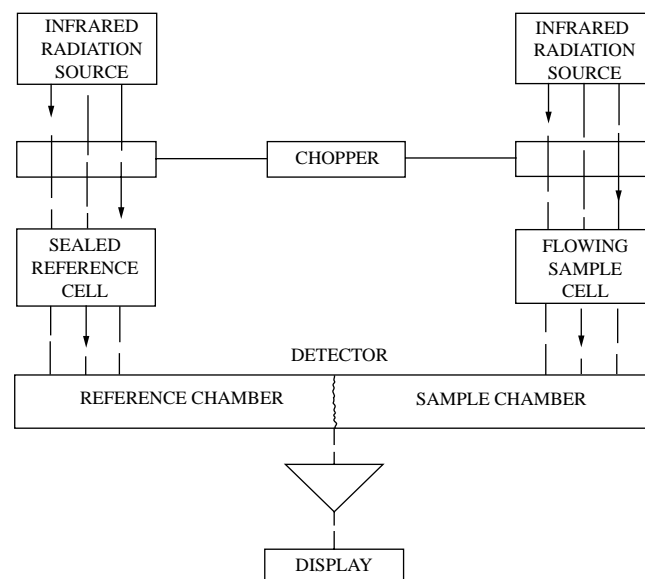 INFRARED
RADIATION
SOURCE
INFRARED
RADIATION
SOURCE
CHOPPER
SEALED
REFERENCE
CELL
FLOWING
SAMPLE
CELL
DETECTOR
REFERENCE CHAMBER
SAMPLE CHAMBER
DISPLAY